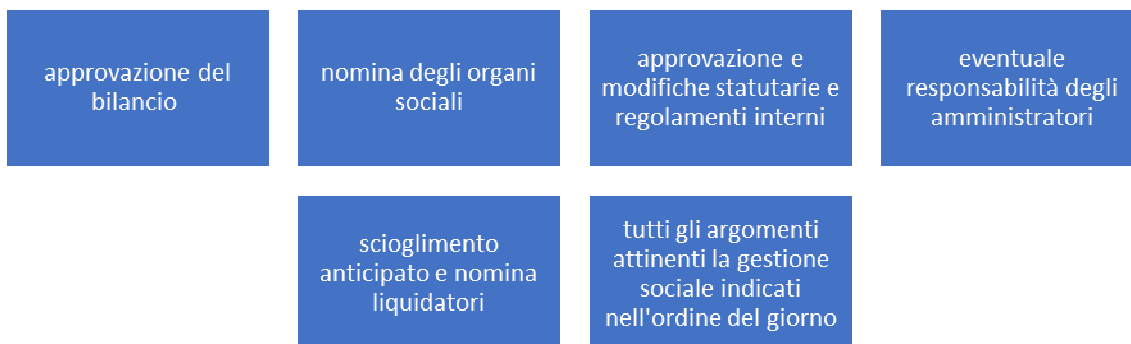 approvazione del
bilancio
nomina degli organi
sociali
approvazione e
modifiche statutarie e
regolamenti interni
eventuale
responsabilità degli
amministratori
scioglimento
anticipato e nomina
liquidatori
tutti gli argomenti
attinenti la gestione
sociale indicati
nell'ordine del giorno